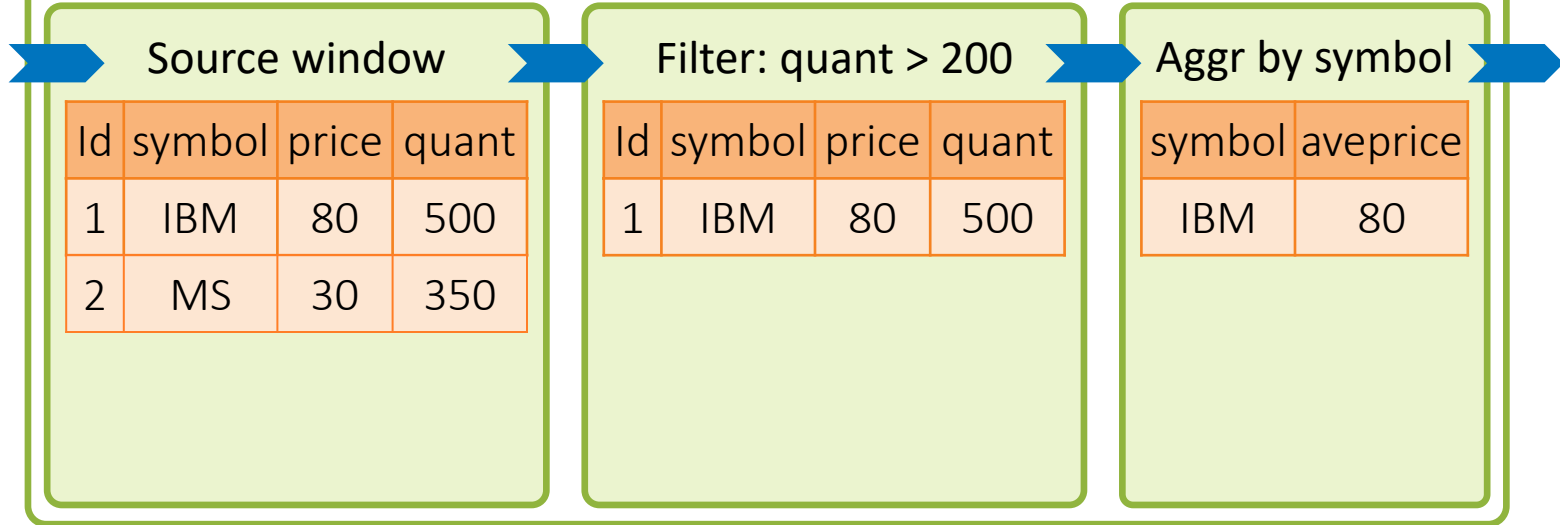 Source window
Id symbol price quant
1 IBM 80 500
2 MS 30 350
Filter: quant > 200
Id symbol price quant
1 IBM 80 500
Aggr by symbol
symbol aveprice
IBM 80